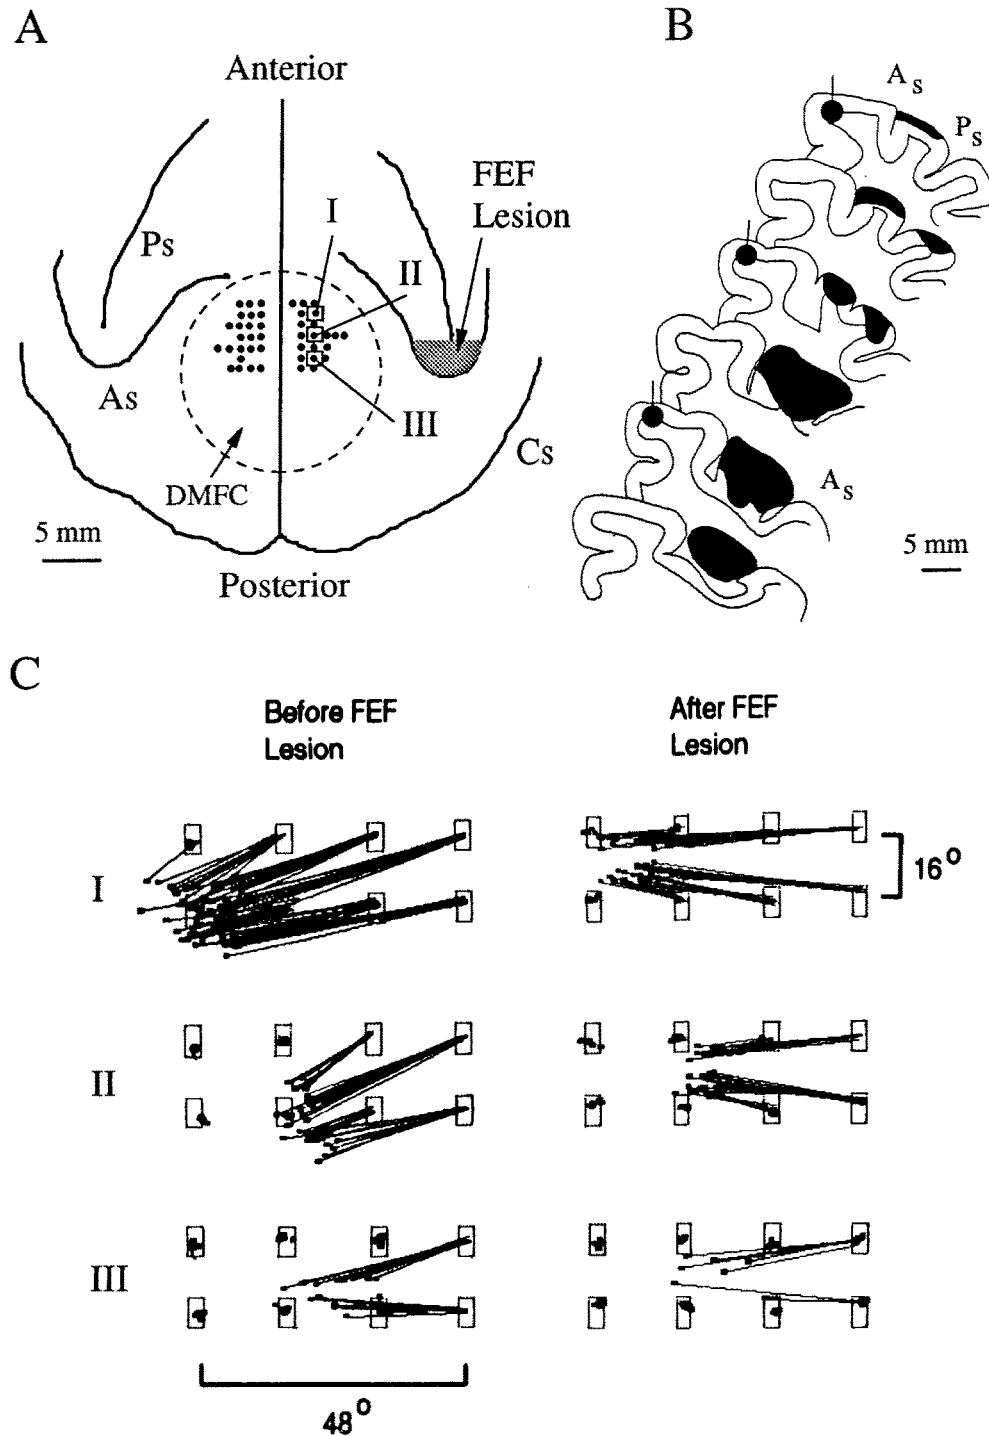 A
Anterior
FEF
Lesion
I
Ps
II
As
III
Cs
DMFC
5 mm
Posterior
B
As
Ps
As
5 mm
C
Before FEF
Lesion
After FEF
Lesion
I
16°
II
III
48°